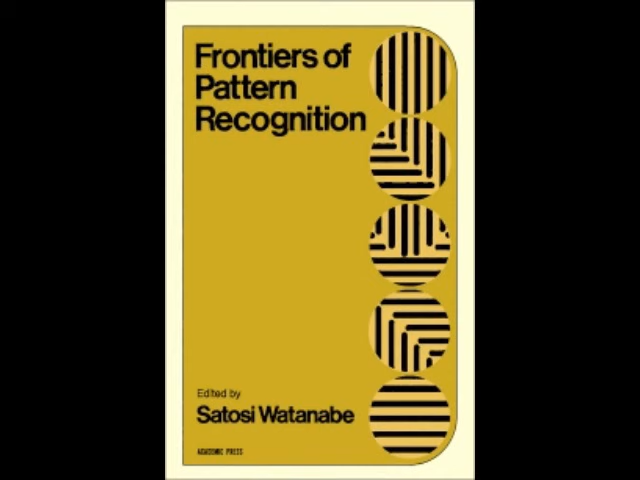 Frontiers of
Pattern
Recognition
Edited by
Satosi Watanabe
ACADEMIC PRESS